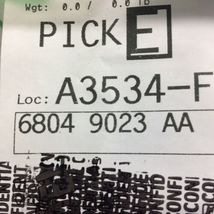 Wgt: 0.0 / 0.0 lb
PICK E
Loc: A3534-F
6804 9023 AA